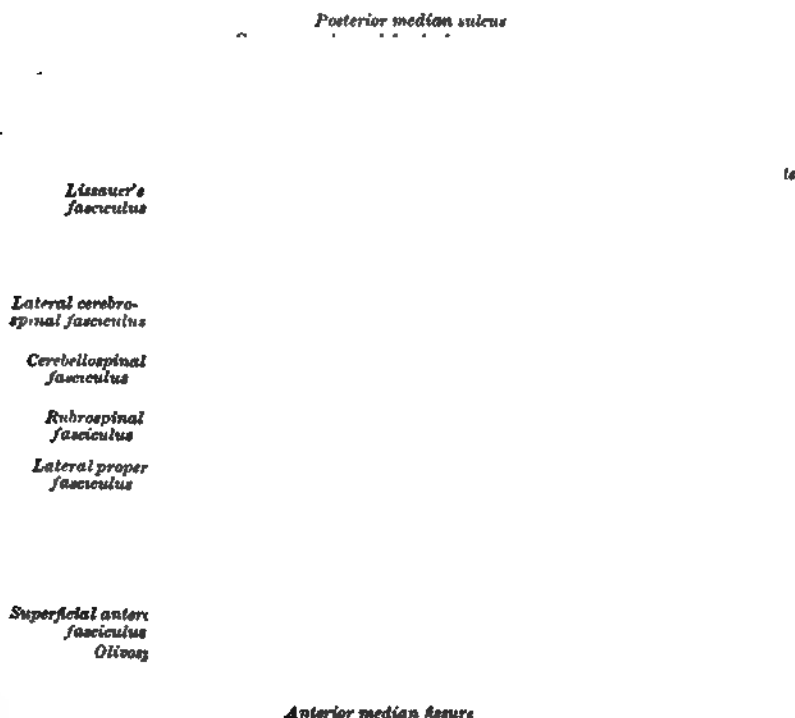 Posterior median sulcus
Lissauer's
fasciculus
Lateral cerebro-
spinal fasciculus
Cerebellospinal
fasciculus
Rubrospinal
fasciculus
Lateral proper
fasciculus
Superficial
fasciculus
Anterior median fissure